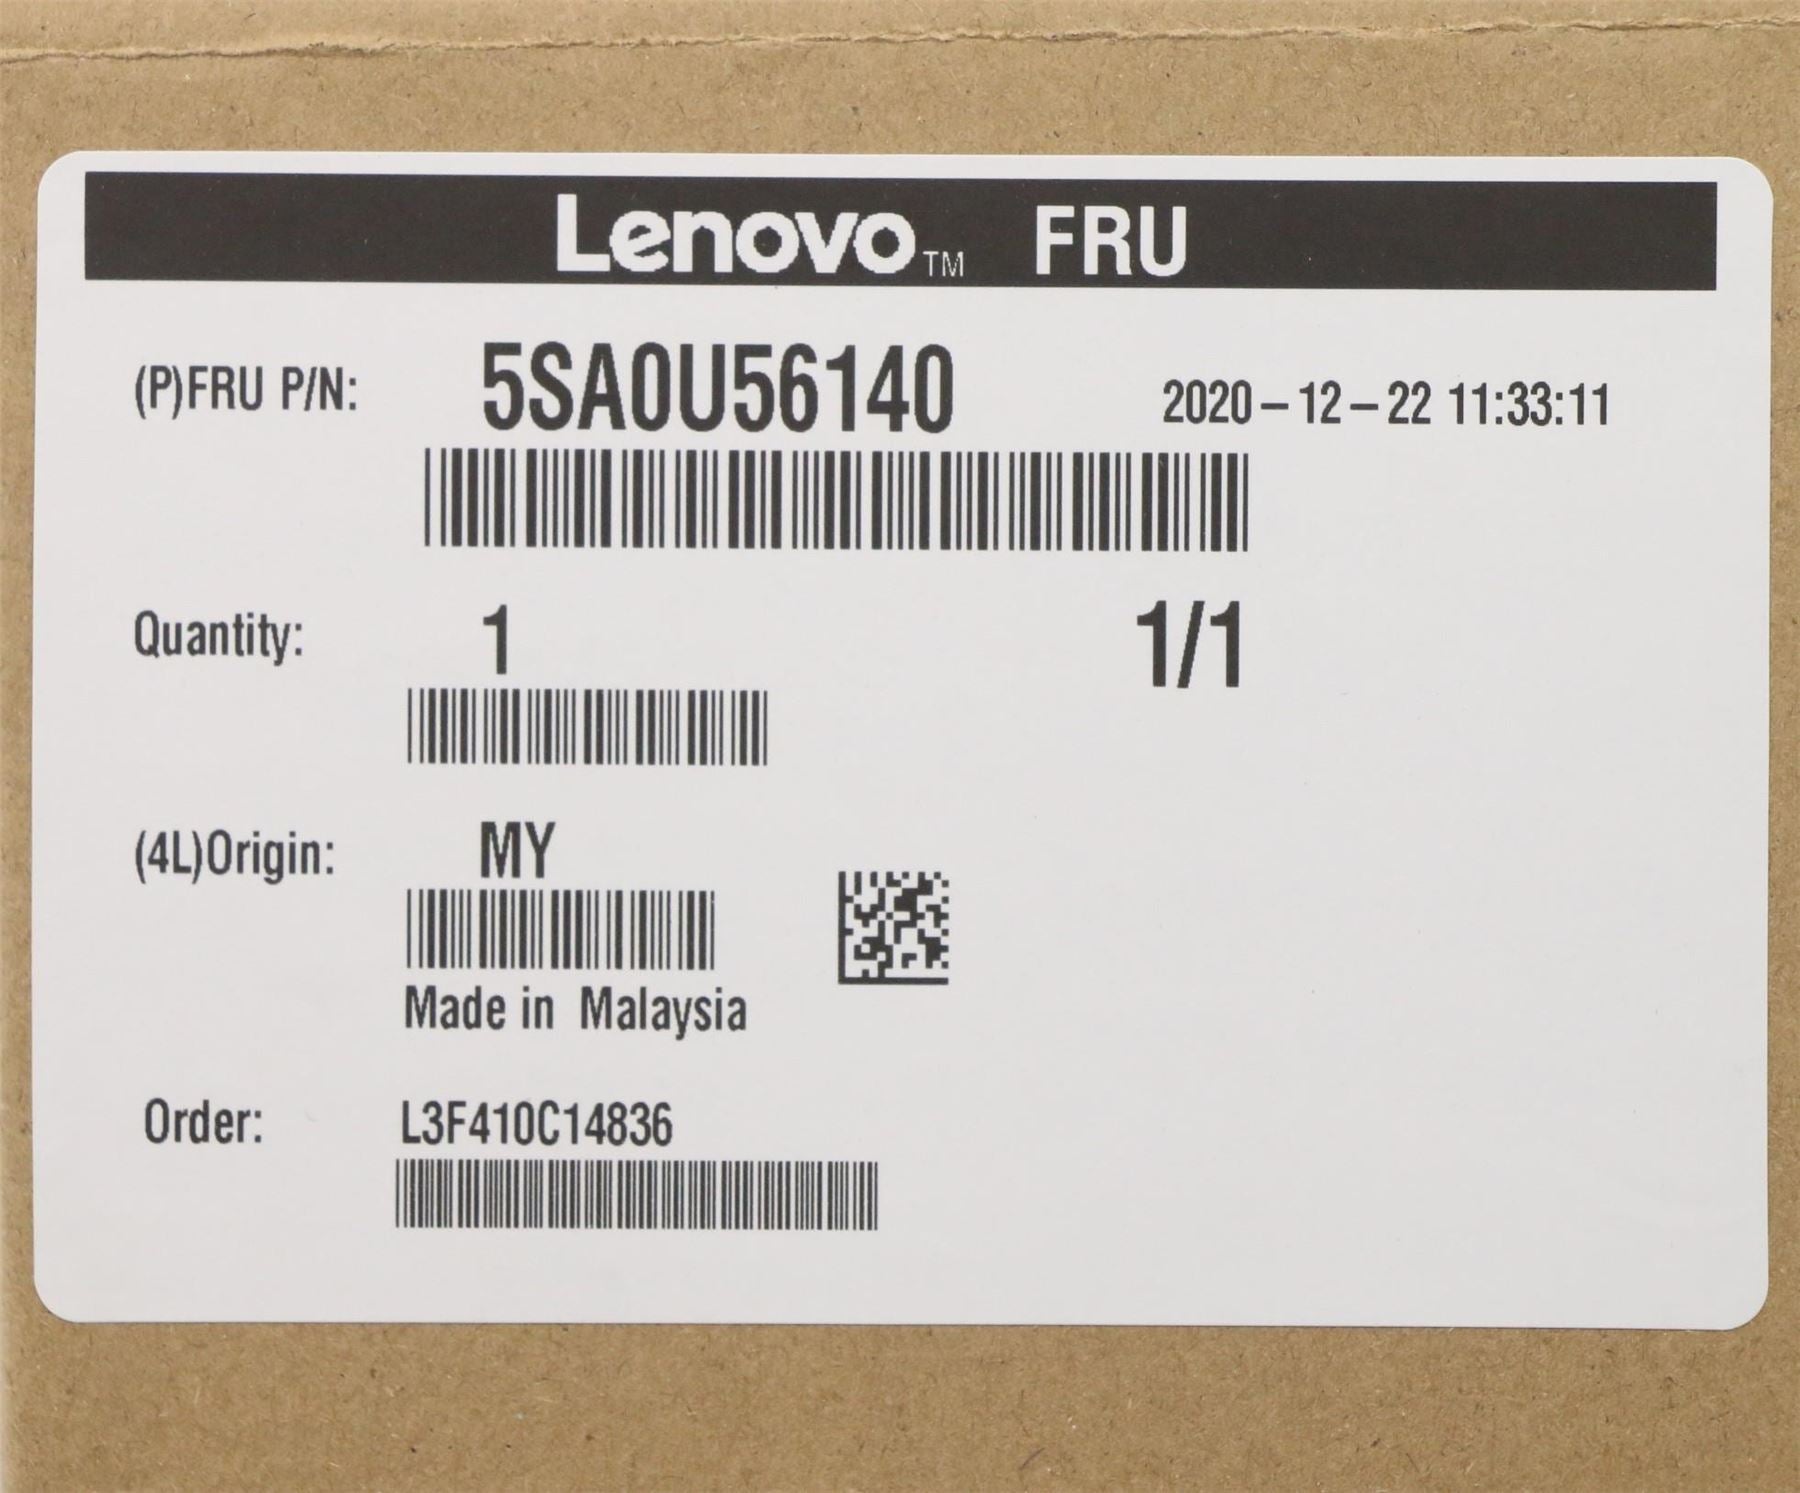 Lenovo™ FRU
(P)FRU P/N: 5SA0U56140 2020-12-22 11:33:11
Quantity: 1 1/1
(4L)Origin: MY
Made in Malaysia
Order: L3F410C14836